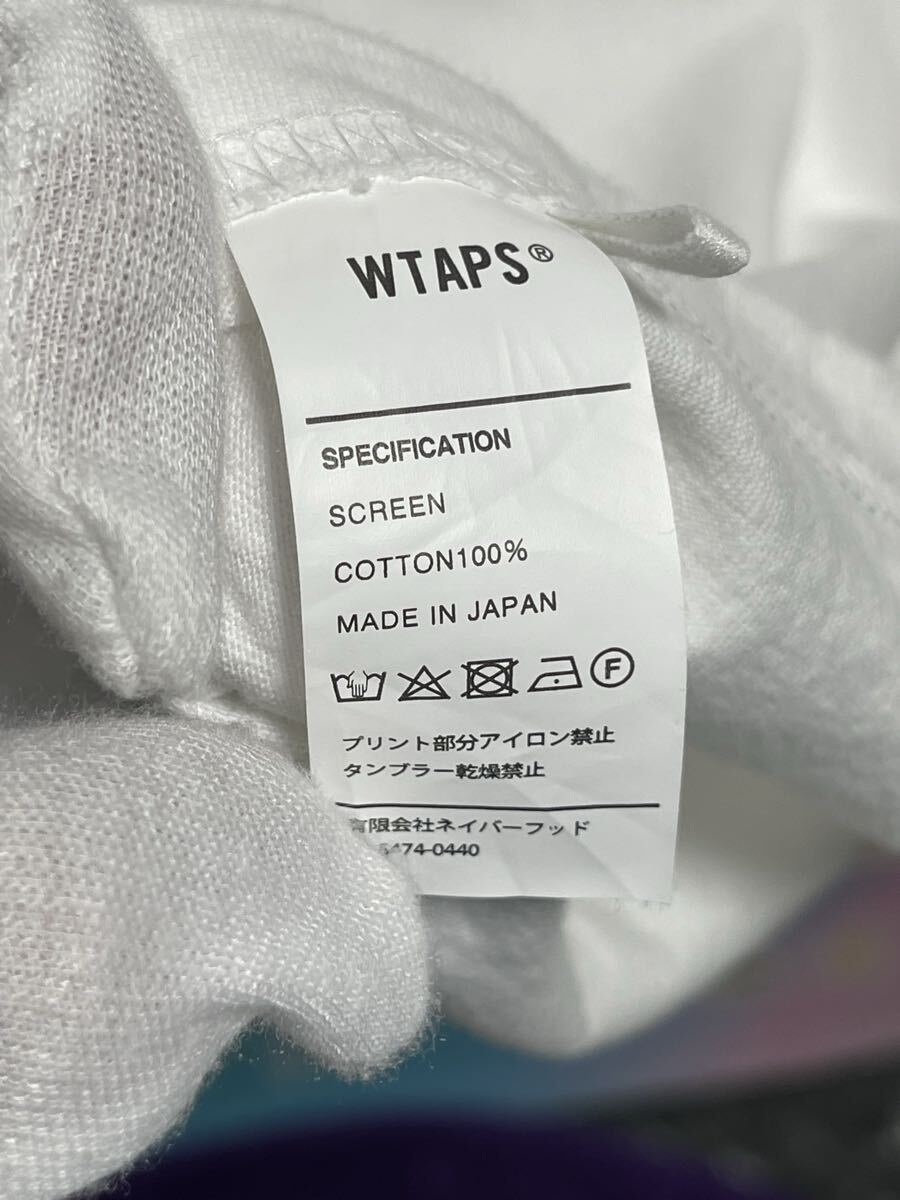 WTAPS®
SPECIFICATION
SCREEN
COTTON100%
MADE IN JAPAN
F
プリント部分アイロン禁止
タンブラー乾燥禁止
有限会社ネイバーフッド
5474-0440